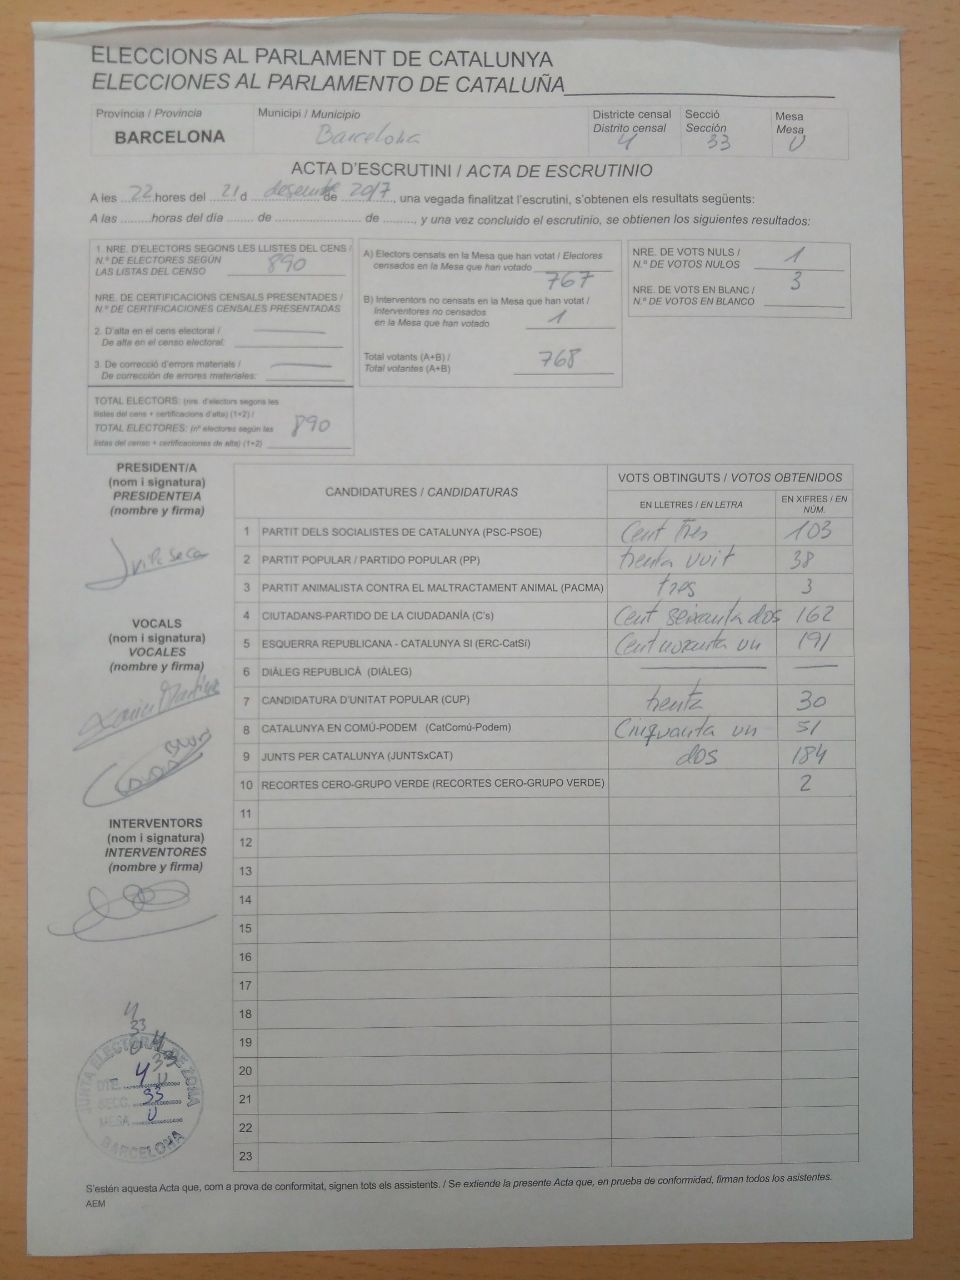 ELECCIONS AL PARLAMENT DE CATALUNYA
ELECCIONES AL PARLAMENTO DE CATALUÑA
Província / Provincia
BARCELONA
Municipi / Municipio
Barcelona
Districte censal
Distrito censal
4
Secció
Sección
33
Mesa
Mesa
U
ACTA D'ESCRUTINI / ACTA DE ESCRUTINIO
A les 22 hores del 21 d desembre de 2017, una vegada finalitzat l'escrutini, s'obtenen els resultats següents:
A las ......... horas del día ........ de ........................ de ........, y una vez concluido el escrutinio, se obtienen los siguientes resultados:
1. NRE. D'ELECTORS SEGONS LES LLISTES DEL CENS /
N.º DE ELECTORES SEGÚN
LAS LISTAS DEL CENSO 890
NRE. DE CERTIFICACIONS CENSALS PRESENTADES /
N.º DE CERTIFICACIONES CENSALES PRESENTADAS
2. D'alta en el cens electoral /
De alta en el censo electoral:
3. De correcció d'errors materials /
De corrección de errores materiales:
TOTAL ELECTORS: (nre. d'electors segons les
llistes del cens + certificacions d'alta) (1+2) /
TOTAL ELECTORES: (nº electores según las 890
listas del censo + certificaciones de alta) (1+2)
A) Electors censats en la Mesa que han votat / Electores
censados en la Mesa que han votado 767
B) Interventors no censats en la Mesa que han votat /
Interventores no censados
en la Mesa que han votado 1
Total votants (A+B) /
Total votantes (A+B) 768
NRE. DE VOTS NULS /
N.º DE VOTOS NULOS 1
NRE. DE VOTS EN BLANC /
N.º DE VOTOS EN BLANCO 3
PRESIDENT/A
(nom i signatura)
PRESIDENTE/A
(nombre y firma)
VOCALS
(nom i signatura)
VOCALES
(nombre y firma)
Xavier Martínez
INTERVENTORS
(nom i signatura)
INTERVENTORES
(nombre y firma)
CANDIDATURES / CANDIDATURAS
VOTS OBTINGUTS / VOTOS OBTENIDOS
EN LLETRES / EN LETRA
EN XIFRES / EN NÚM.
1 PARTIT DELS SOCIALISTES DE CATALUNYA (PSC-PSOE) Cent Tres 103
2 PARTIT POPULAR / PARTIDO POPULAR (PP) trenta vuit 38
3 PARTIT ANIMALISTA CONTRA EL MALTRACTAMENT ANIMAL (PACMA) tres 3
4 CIUTADANS-PARTIDO DE LA CIUDADANÍA (C's) Cent seixanta dos 162
5 ESQUERRA REPUBLICANA - CATALUNYA SI (ERC-CatSí) Cent noranta un 191
6 DIÀLEG REPUBLICÀ (DIÀLEG)
7 CANDIDATURA D'UNITAT POPULAR (CUP) trenta 30
8 CATALUNYA EN COMÚ-PODEM (CatComú-Podem) Cinquanta un 51
9 JUNTS PER CATALUNYA (JUNTSxCAT) dos 184
10 RECORTES CERO-GRUPO VERDE (RECORTES CERO-GRUPO VERDE) 2
11
12
13
14
15
16
17
18
19
20
21
22
23
4
33
U
4
33
U
JUNTA ELECTORAL DE ZONA
DTE. 4
SECC. 33
MESA U
BARCELONA
S'estén aquesta Acta que, com a prova de conformitat, signen tots els assistents. / Se extiende la presente Acta que, en prueba de conformidad, firman todos los asistentes.
AEM